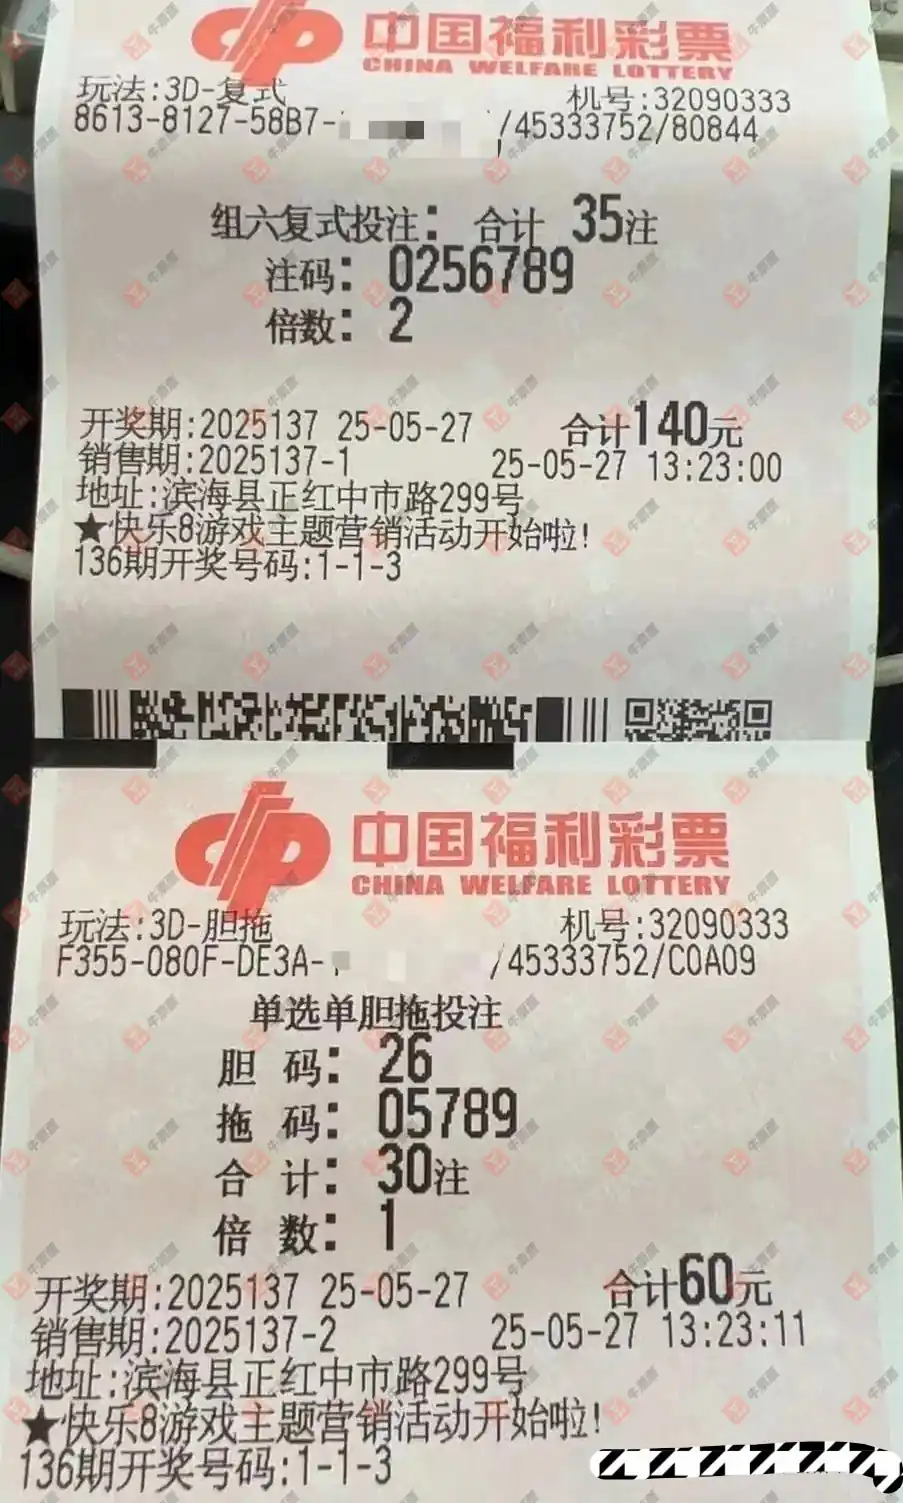 中国福利彩票
CHINA WELFARE LOTTERY
玩法:3D-复式 机号:32090333
8613-8127-58B7- /45333752/80844
组六复式投注: 合计 35注
注码: 0256789
倍数: 2
开奖期:2025137 25-05-27 合计140元
销售期:2025137-1 25-05-27 13:23:00
地址:滨海县正红中市路299号
★快乐8游戏主题营销活动开始啦!
136期开奖号码:1-1-3
中国福利彩票
CHINA WELFARE LOTTERY
玩法:3D-胆拖 机号:32090333
F355-080F-DE3A- /45333752/C0A09
单选单胆拖投注
胆 码: 26
拖 码: 05789
合 计: 30注
倍 数: 1
开奖期:2025137 25-05-27 合计60元
销售期:2025137-2 25-05-27 13:23:11
地址:滨海县正红中市路299号
★快乐8游戏主题营销活动开始啦!
136期开奖号码:1-1-3